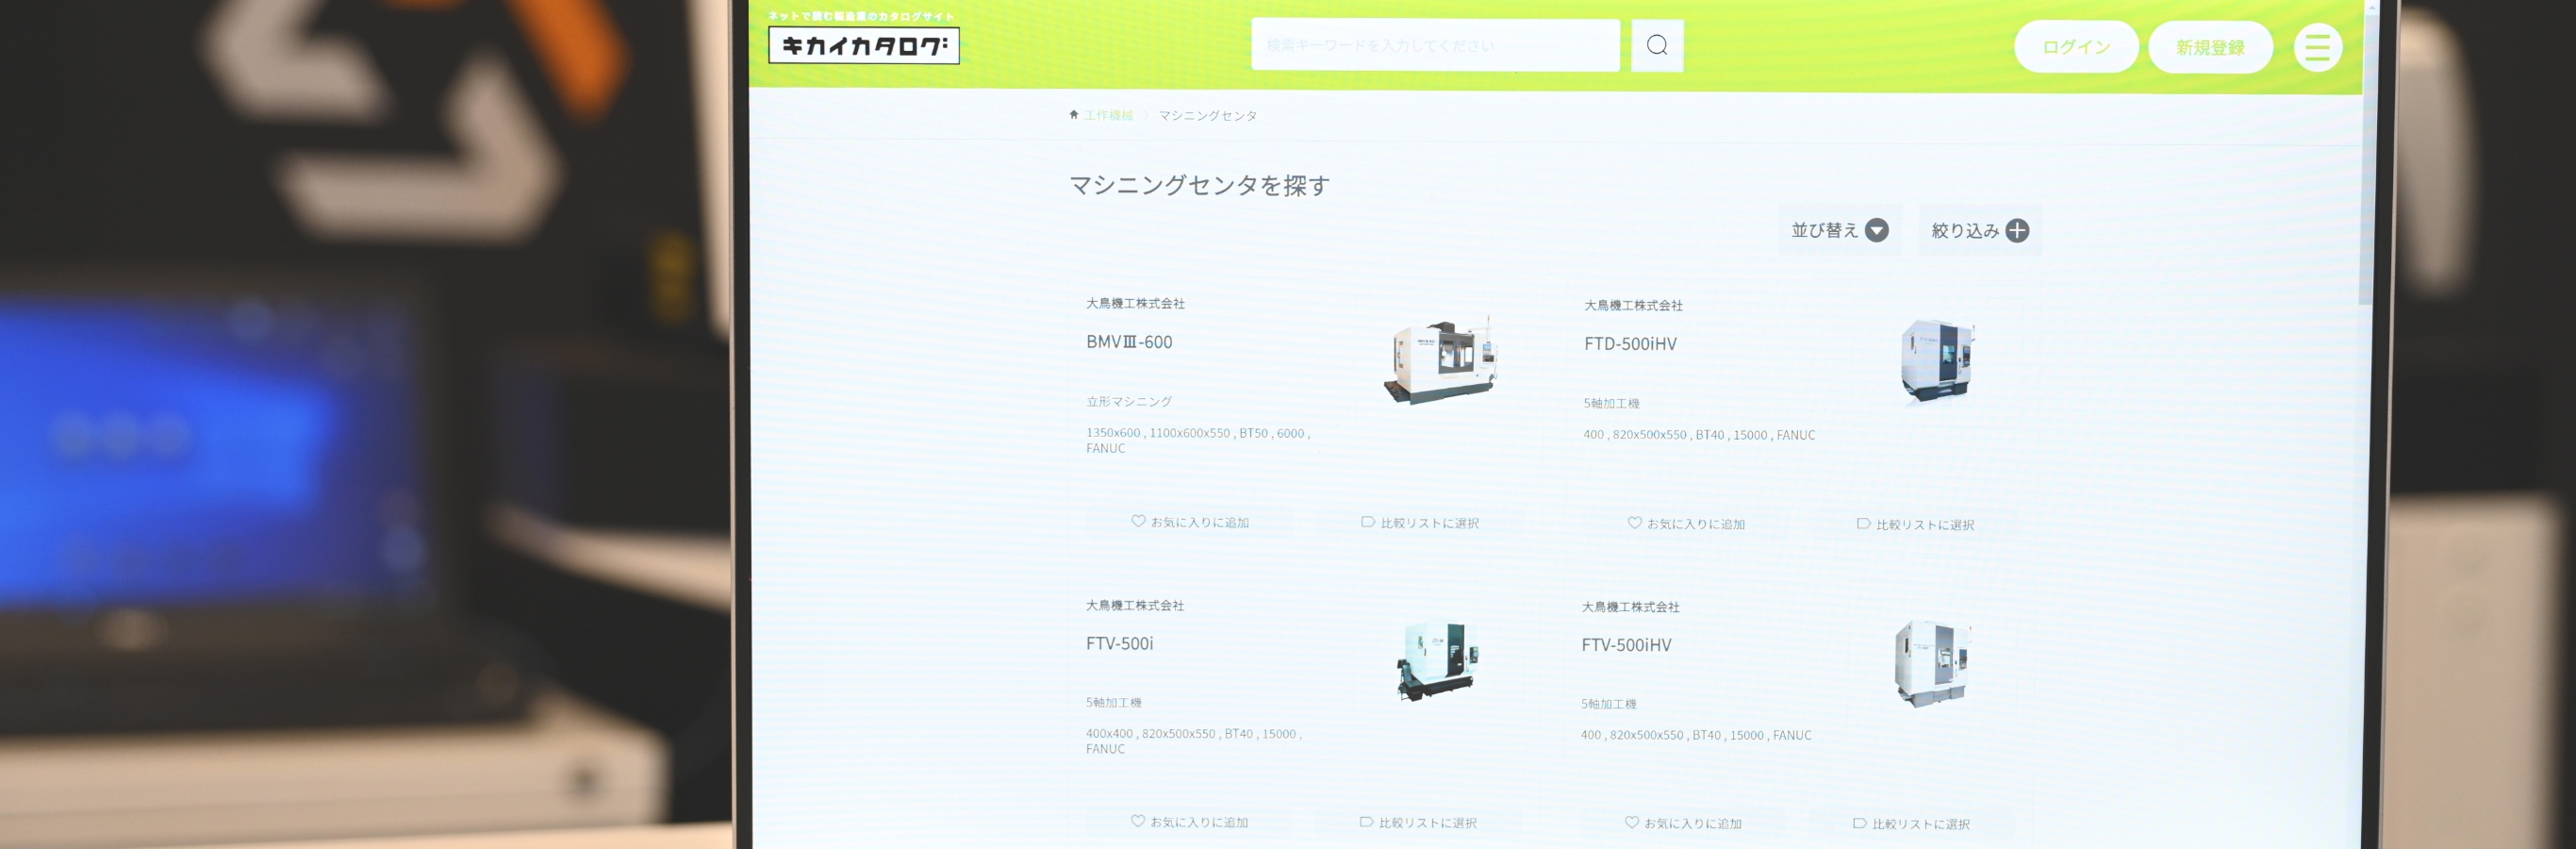 ネットで読む製造業のカタログサイト
キカイカタログ
検索キーワードを入力してください
ログイン
新規登録
工作機械 〉 マシニングセンタ
マシニングセンタを探す
並び替え
絞り込み
大鳥機工株式会社
BMVⅢ-600
立形マシニング
1350x600 , 1100x600x550 , BT50 , 6000 ,
FANUC
お気に入りに追加
比較リストに選択
大鳥機工株式会社
FTD-500iHV
5軸加工機
400 , 820x500x550 , BT40 , 15000 , FANUC
お気に入りに追加
比較リストに選択
大鳥機工株式会社
FTV-500i
5軸加工機
400x400 , 820x500x550 , BT40 , 15000 ,
FANUC
お気に入りに追加
比較リストに選択
大鳥機工株式会社
FTV-500iHV
5軸加工機
400 , 820x500x550 , BT40 , 15000 , FANUC
お気に入りに追加
比較リストに選択